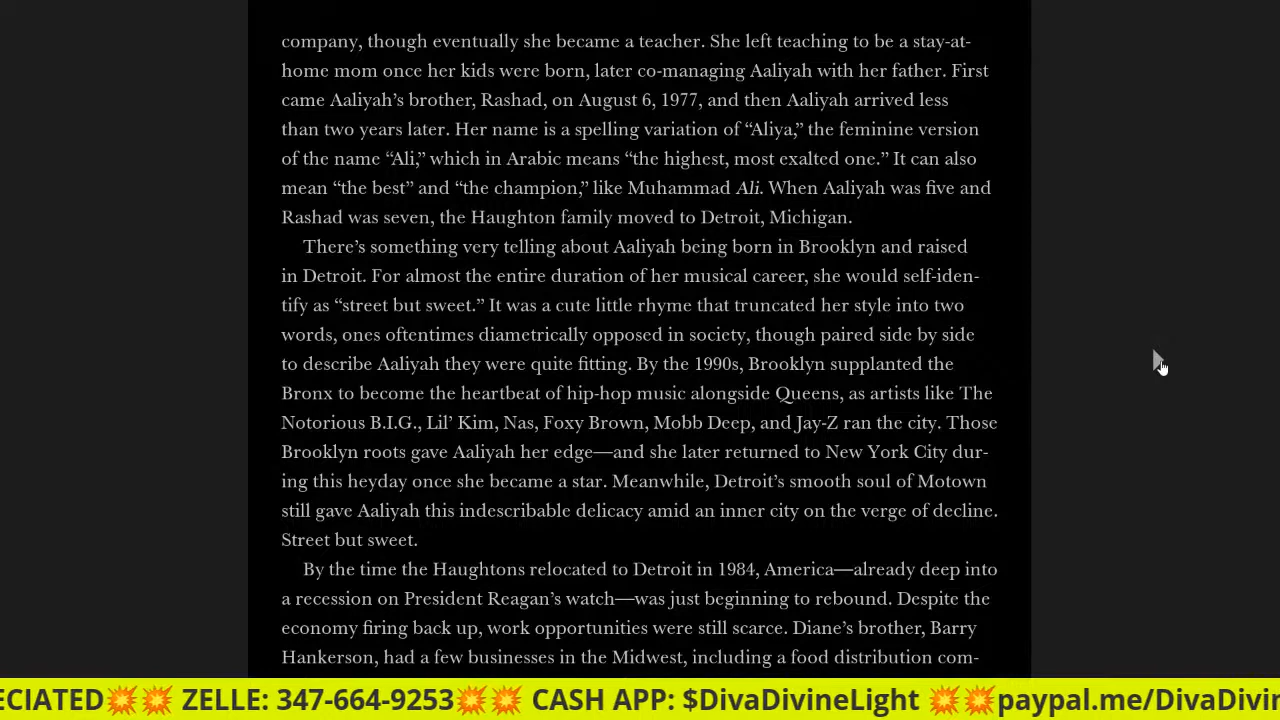 company, though eventually she became a teacher. She left teaching to be a stay-at-
home mom once her kids were born, later co-managing Aaliyah with her father. First
came Aaliyah’s brother, Rashad, on August 6, 1977, and then Aaliyah arrived less
than two years later. Her name is a spelling variation of “Aliya,” the feminine version
of the name “Ali,” which in Arabic means “the highest, most exalted one.” It can also
mean “the best” and “the champion,” like Muhammad Ali. When Aaliyah was five and
Rashad was seven, the Haughton family moved to Detroit, Michigan.
There’s something very telling about Aaliyah being born in Brooklyn and raised
in Detroit. For almost the entire duration of her musical career, she would self-iden-
tify as “street but sweet.” It was a cute little rhyme that truncated her style into two
words, ones oftentimes diametrically opposed in society, though paired side by side
to describe Aaliyah they were quite fitting. By the 1990s, Brooklyn supplanted the
Bronx to become the heartbeat of hip-hop music alongside Queens, as artists like The
Notorious B.I.G., Lil’ Kim, Nas, Foxy Brown, Mobb Deep, and Jay-Z ran the city. Those
Brooklyn roots gave Aaliyah her edge—and she later returned to New York City dur-
ing this heyday once she became a star. Meanwhile, Detroit’s smooth soul of Motown
still gave Aaliyah this indescribable delicacy amid an inner city on the verge of decline.
Street but sweet.
By the time the Haughtons relocated to Detroit in 1984, America—already deep into
a recession on President Reagan’s watch—was just beginning to rebound. Despite the
economy firing back up, work opportunities were still scarce. Diane’s brother, Barry
Hankerson, had a few businesses in the Midwest, including a food distribution com-
ECIATED💥💥 ZELLE: 347-664-9253💥💥 CASH APP: $DivaDivineLight 💥💥paypal.me/DivaDivin